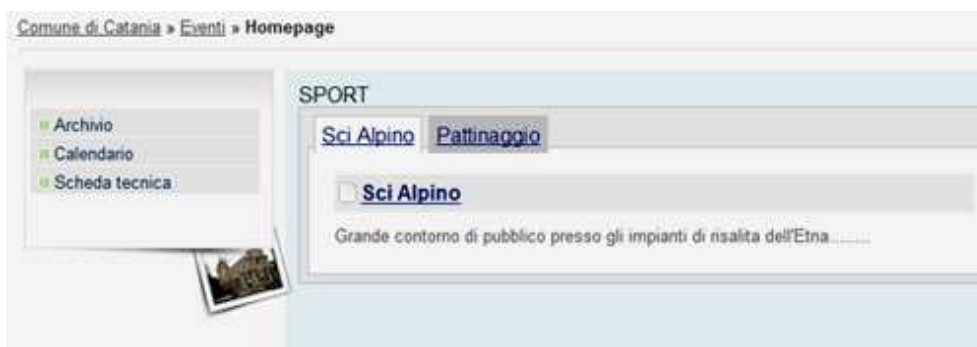 Comune di Catania » Eventi » Homepage
SPORT
Archivio
Calendario
Scheda tecnica
Sci Alpino Pattinaggio
Sci Alpino
Grande contorno di pubblico presso gli impianti di risalita dell'Etna.........